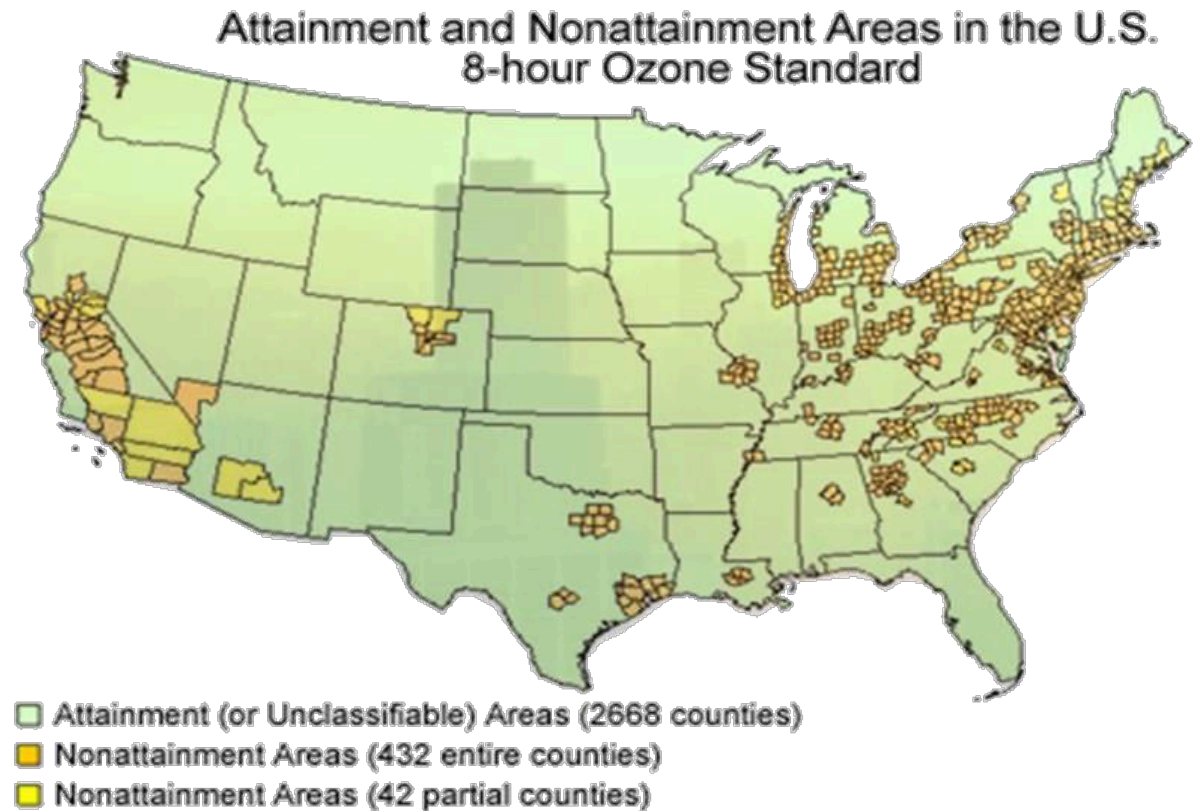 Attainment and Nonattainment Areas in the U.S.
8-hour Ozone Standard
Attainment (or Unclassifiable) Areas (2668 counties)
Nonattainment Areas (432 entire counties)
Nonattainment Areas (42 partial counties)